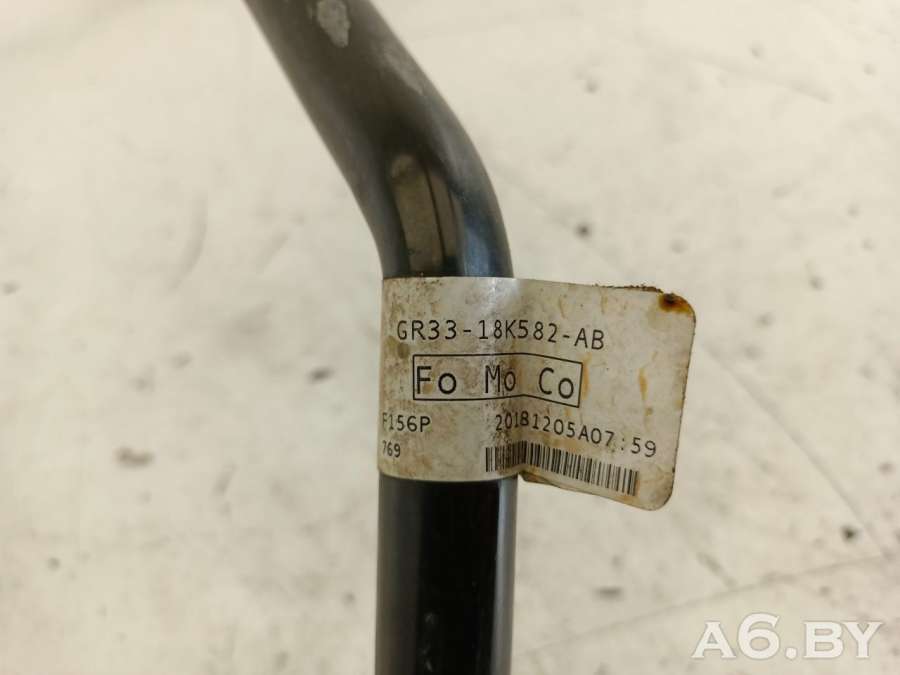 GR33-18K582-AB
Fo Mo Co
F156P 20181205A07:59
769
A6.BY